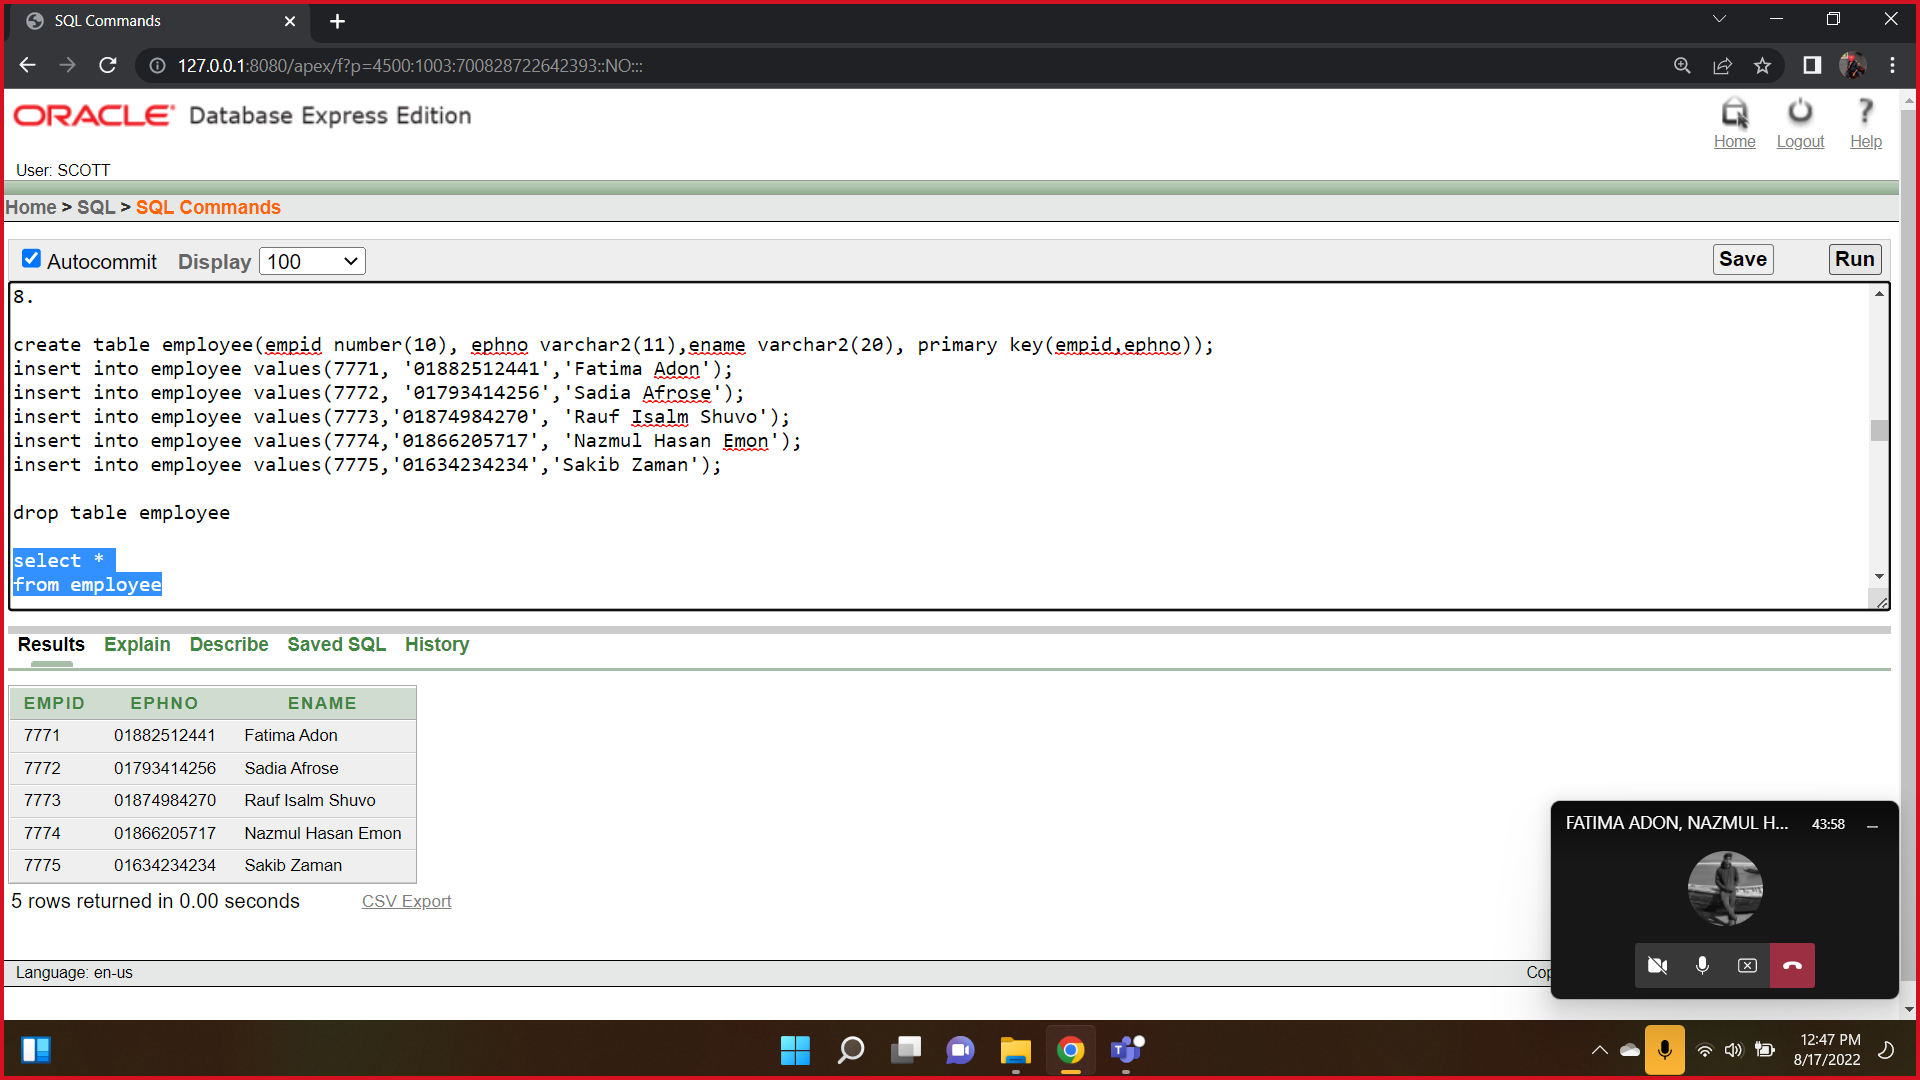 SQL Commands
127.0.0.1:8080/apex/f?p=4500:1003:700828722642393::NO:::
ORACLE Database Express Edition
Home Logout Help
User: SCOTT
Home > SQL > SQL Commands
Autocommit Display 100 Save Run
8.
create table employee(empid number(10), ephno varchar2(11),ename varchar2(20), primary key(empid,ephno));
insert into employee values(7771, '01882512441','Fatima Adon');
insert into employee values(7772, '01793414256','Sadia Afrose');
insert into employee values(7773,'01874984270', 'Rauf Isalm Shuvo');
insert into employee values(7774,'01866205717', 'Nazmul Hasan Emon');
insert into employee values(7775,'01634234234','Sakib Zaman');
drop table employee
select *
from employee
Results Explain Describe Saved SQL History
EMPID EPHNO ENAME
7771 01882512441 Fatima Adon
7772 01793414256 Sadia Afrose
7773 01874984270 Rauf Isalm Shuvo
7774 01866205717 Nazmul Hasan Emon
7775 01634234234 Sakib Zaman
5 rows returned in 0.00 seconds CSV Export
FATIMA ADON, NAZMUL H... 43:58
Language: en-us Cop
12:47 PM
8/17/2022